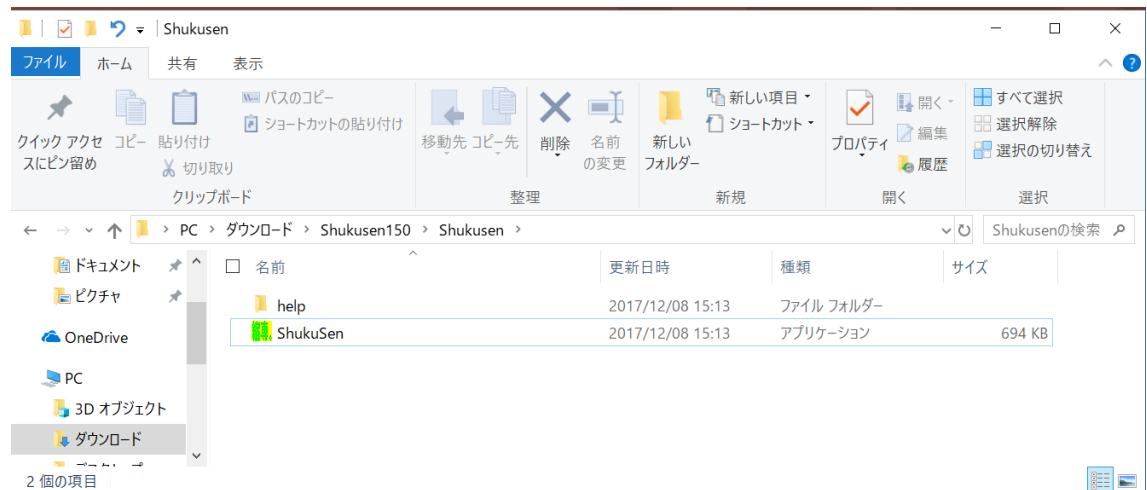 Shukusen
ファイル ホーム 共有 表示
クイック アクセスにピン留め
コピー
貼り付け
パスのコピー
ショートカットの貼り付け
切り取り
クリップボード
移動先
コピー先
削除
名前の変更
整理
新しいフォルダー
新しい項目
ショートカット
新規
プロパティ
開く
編集
履歴
開く
すべて選択
選択解除
選択の切り替え
選択
PC > ダウンロード > Shukusen150 > Shukusen >
Shukusenの検索
ドキュメント
ピクチャ
OneDrive
PC
3D オブジェクト
ダウンロード
名前 更新日時 種類 サイズ
help 2017/12/08 15:13 ファイル フォルダー
ShukuSen 2017/12/08 15:13 アプリケーション 694 KB
2 個の項目